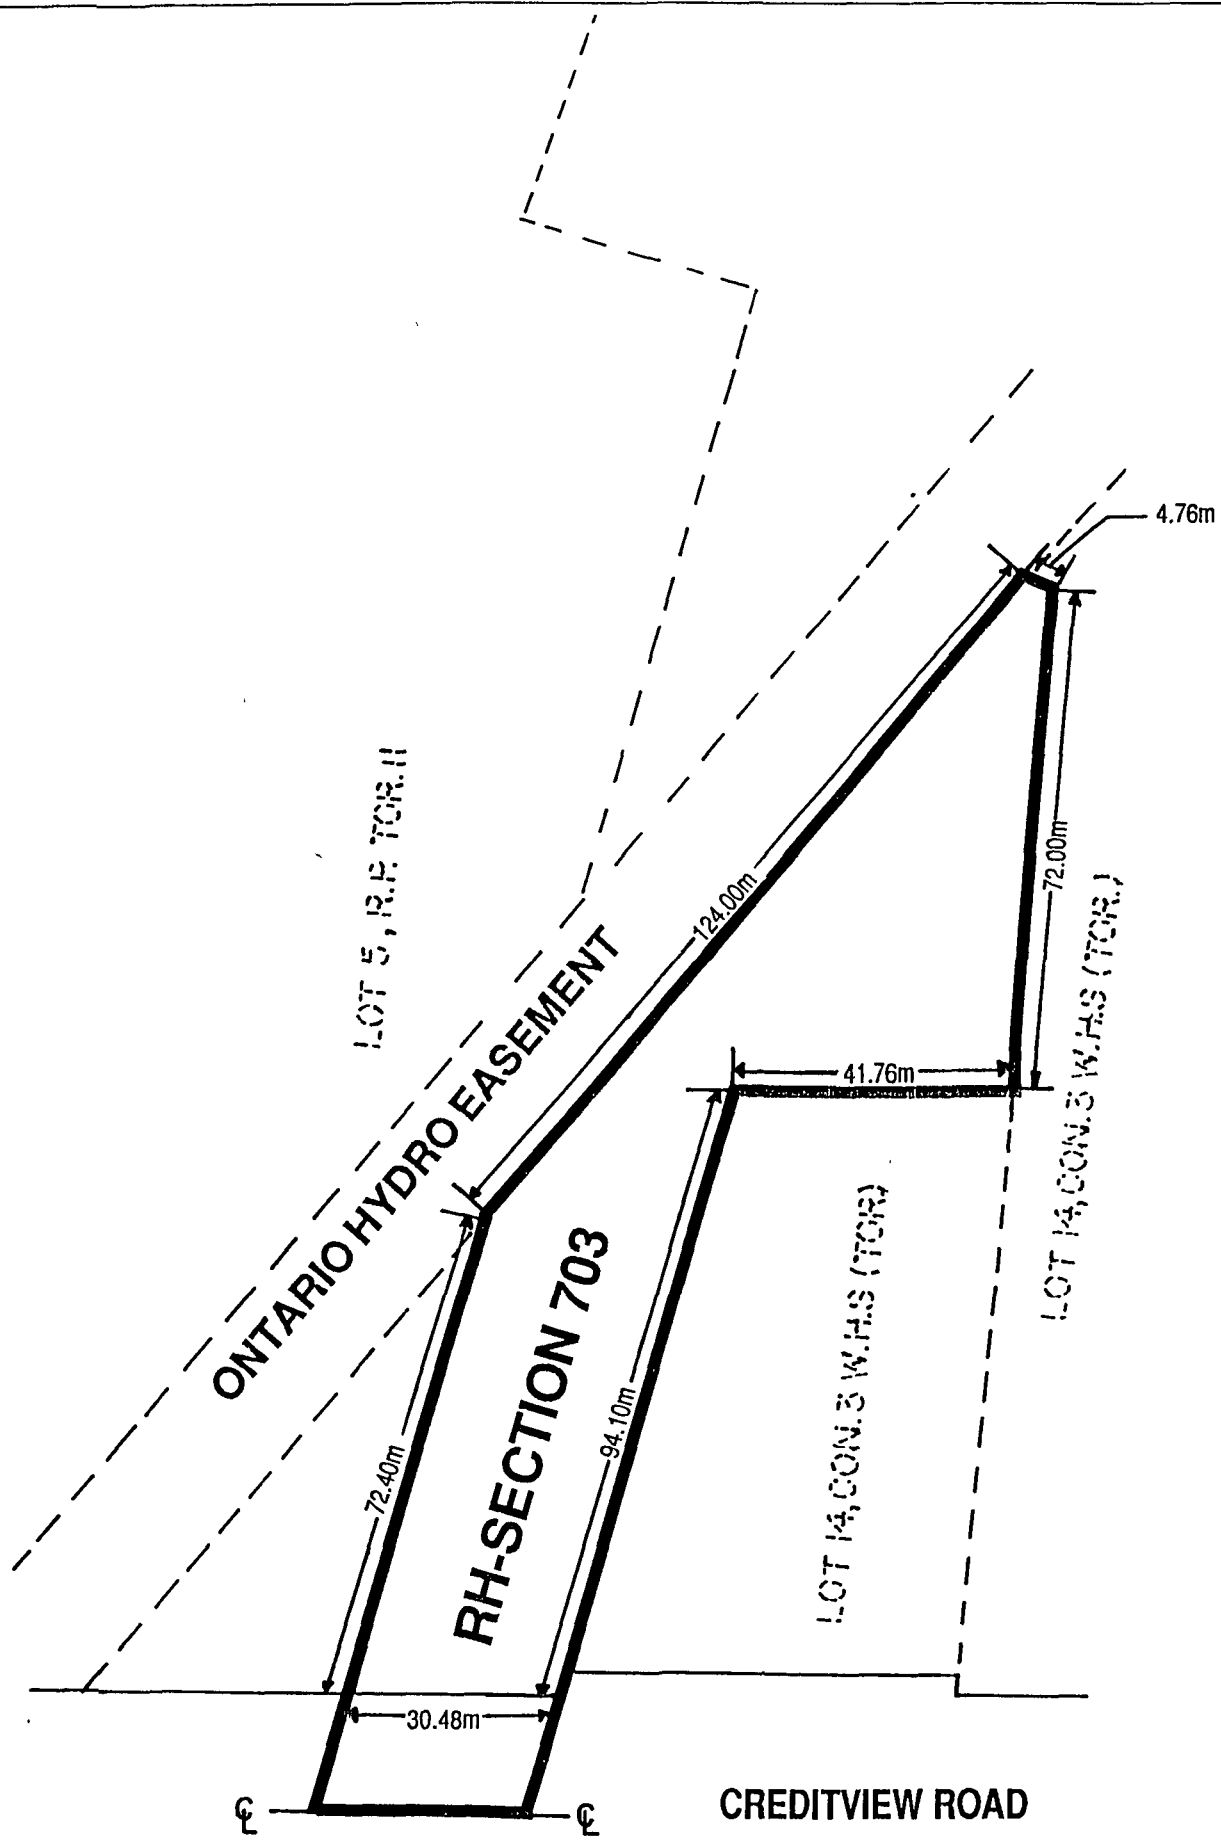 4.76m
LOT 5, R.P. TOR. 11
124.00m
72.00m
ONTARIO HYDRO EASEMENT
41.76m
LOT 14, CON. 3 W.H.S (TOR.)
RH-SECTION 703
LOT 14, CON. 3 W.H.S (TOR)
94.10m
72.40m
30.48m
℄
℄
CREDITVIEW ROAD